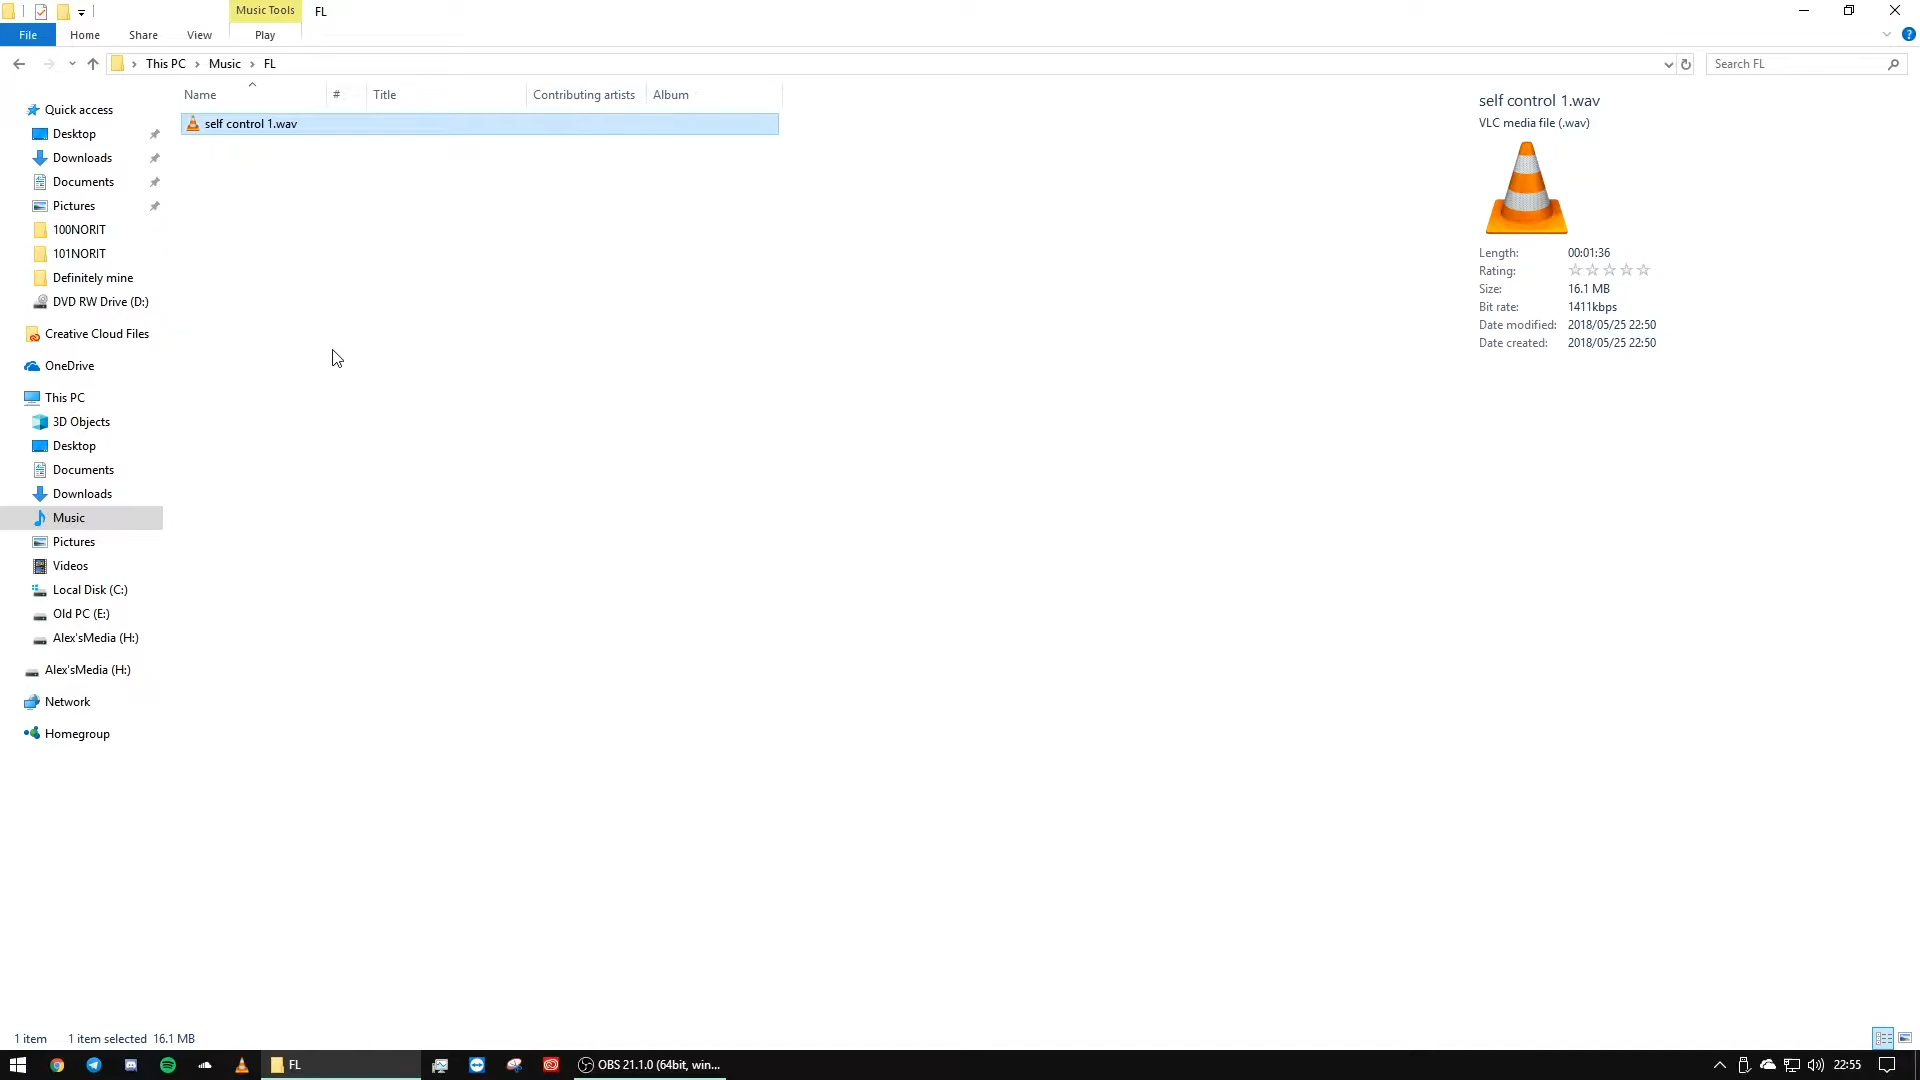 Music Tools
FL
File
Home
Share
View
Play
This PC
Music
FL
Search FL
Name
#
Title
Contributing artists
Album
self control 1.wav
self control 1.wav
VLC media file (.wav)
Length: 00:01:36
Rating:
Size: 16.1 MB
Bit rate: 1411kbps
Date modified: 2018/05/25 22:50
Date created: 2018/05/25 22:50
Quick access
Desktop
Downloads
Documents
Pictures
100NORIT
101NORIT
Definitely mine
DVD RW Drive (D:)
Creative Cloud Files
OneDrive
This PC
3D Objects
Desktop
Documents
Downloads
Music
Pictures
Videos
Local Disk (C:)
Old PC (E:)
Alex'sMedia (H:)
Alex'sMedia (H:)
Network
Homegroup
1 item
1 item selected 16.1 MB
FL
OBS 21.1.0 (64bit, win...
22:55